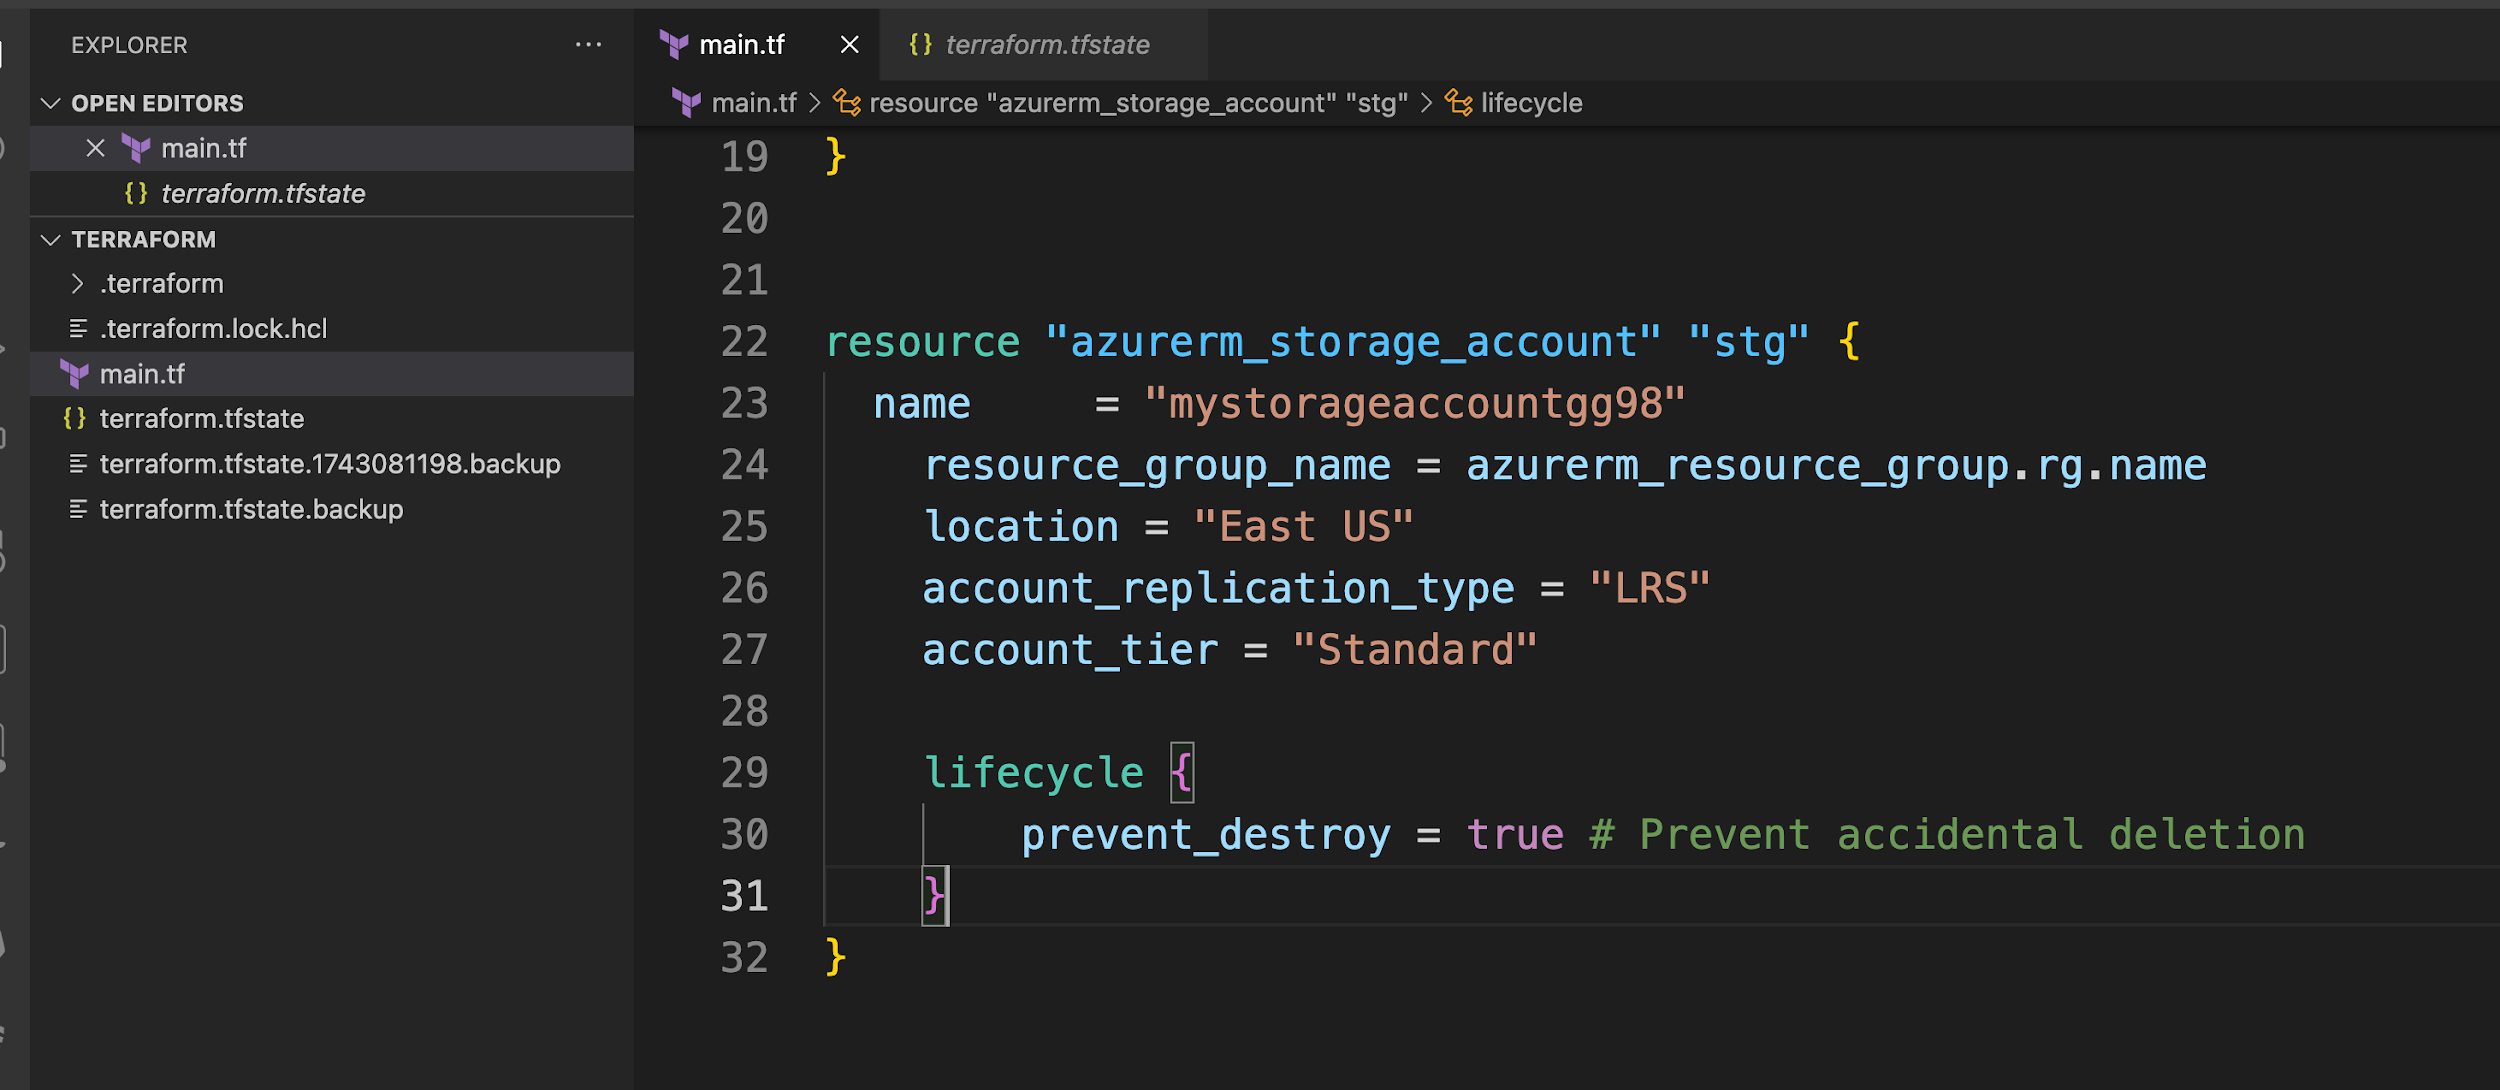 EXPLORER
OPEN EDITORS
main.tf
terraform.tfstate
TERRAFORM
.terraform
.terraform.lock.hcl
main.tf
terraform.tfstate
terraform.tfstate.1743081198.backup
terraform.tfstate.backup
main.tf
terraform.tfstate
main.tf > resource "azurerm_storage_account" "stg" > lifecycle
19 }
20
21
22 resource "azurerm_storage_account" "stg" {
23 name = "mystorageaccountgg98"
24 resource_group_name = azurerm_resource_group.rg.name
25 location = "East US"
26 account_replication_type = "LRS"
27 account_tier = "Standard"
28
29 lifecycle {
30 prevent_destroy = true # Prevent accidental deletion
31 }
32 }